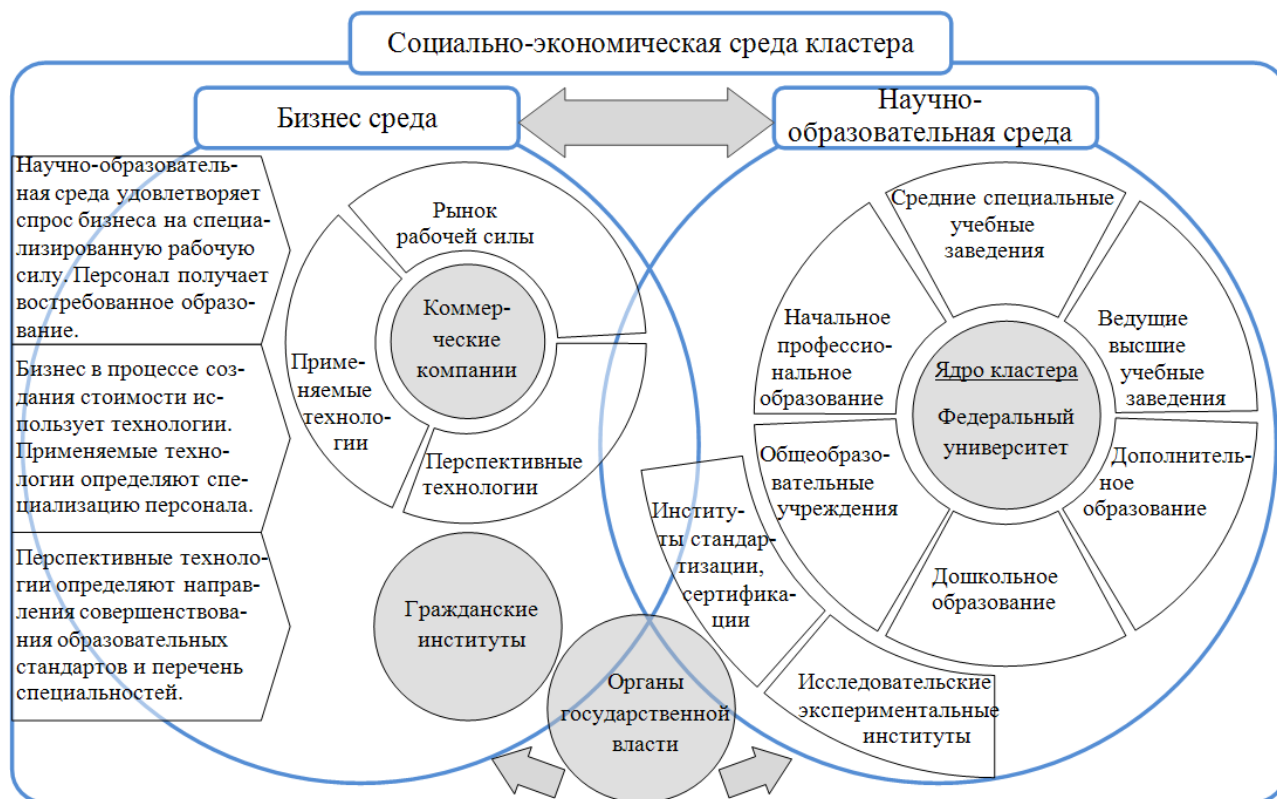 Социально-экономическая среда кластера
Бизнес среда
Научно-
образовательная среда
Научно-образователь-
ная среда удовлетворяет
спрос бизнеса на специа-
лизированную рабочую
силу. Персонал получает
востребованное образо-
вание.
Бизнес в процессе соз-
дания стоимости ис-
пользует технологии.
Применяемые техно-
логии определяют спе-
циализацию персонала.
Перспективные техноло-
гии определяют направ-
ления совершенствова-
ния образовательных
стандартов и перечень
специальностей.
Рынок
рабочей силы
Коммер-
ческие
компании
Приме-
няемые
техноло-
гии
Перспективные
технологии
Гражданские
институты
Органы
государственной
власти
Средние специальные
учебные
заведения
Начальное
профессио-
нальное
образование
Ведущие
высшие
учебные
заведения
Ядро кластера
Федеральный
университет
Общеобразо-
вательные
учреждения
Дополнитель-
ное
образование
Дошкольное
образование
Институ-
ты стандар-
тизации,
сертифика-
ции
Исследовательские
экспериментальные
институты